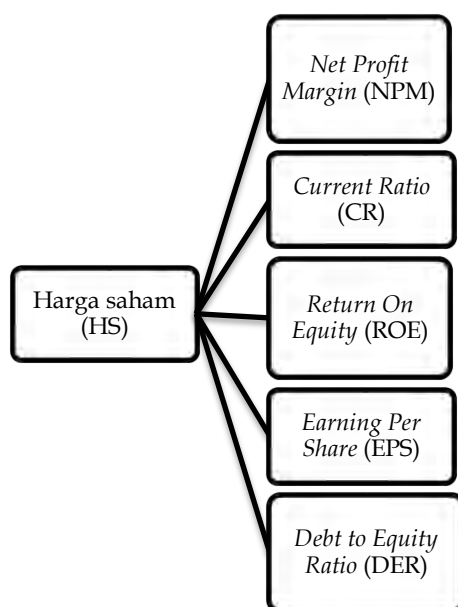 Net Profit
Margin (NPM)
Current Ratio
(CR)
Harga saham
(HS)
Return On
Equity (ROE)
Earning Per
Share (EPS)
Debt to Equity
Ratio (DER)